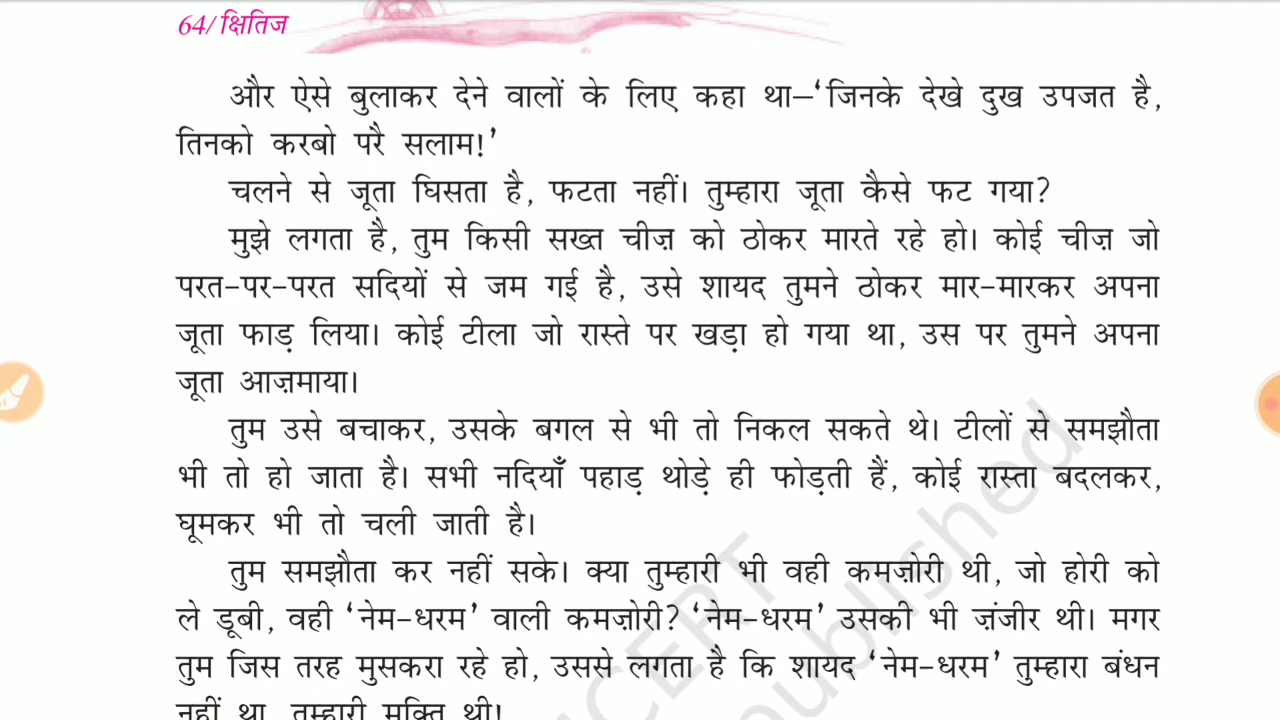 64/क्षितिज
और ऐसे बुलाकर देने वालों के लिए कहा था–‘जिनके देखे दुख उपजत है,
तिनको करबो परै सलाम!’
चलने से जूता घिसता है, फटता नहीं। तुम्हारा जूता कैसे फट गया?
मुझे लगता है, तुम किसी सख्त चीज़ को ठोकर मारते रहे हो। कोई चीज़ जो
परत-पर-परत सदियों से जम गई है, उसे शायद तुमने ठोकर मार-मारकर अपना
जूता फाड़ लिया। कोई टीला जो रास्ते पर खड़ा हो गया था, उस पर तुमने अपना
जूता आज़माया।
तुम उसे बचाकर, उसके बगल से भी तो निकल सकते थे। टीलों से समझौता
भी तो हो जाता है। सभी नदियाँ पहाड़ थोड़े ही फोड़ती हैं, कोई रास्ता बदलकर,
घूमकर भी तो चली जाती है।
तुम समझौता कर नहीं सके। क्या तुम्हारी भी वही कमज़ोरी थी, जो होरी को
ले डूबी, वही ‘नेम-धरम’ वाली कमज़ोरी? ‘नेम-धरम’ उसकी भी ज़ंजीर थी। मगर
तुम जिस तरह मुसकरा रहे हो, उससे लगता है कि शायद ‘नेम-धरम’ तुम्हारा बंधन
नहीं था, तुम्हारी मुक्ति थी!
NCERT
published